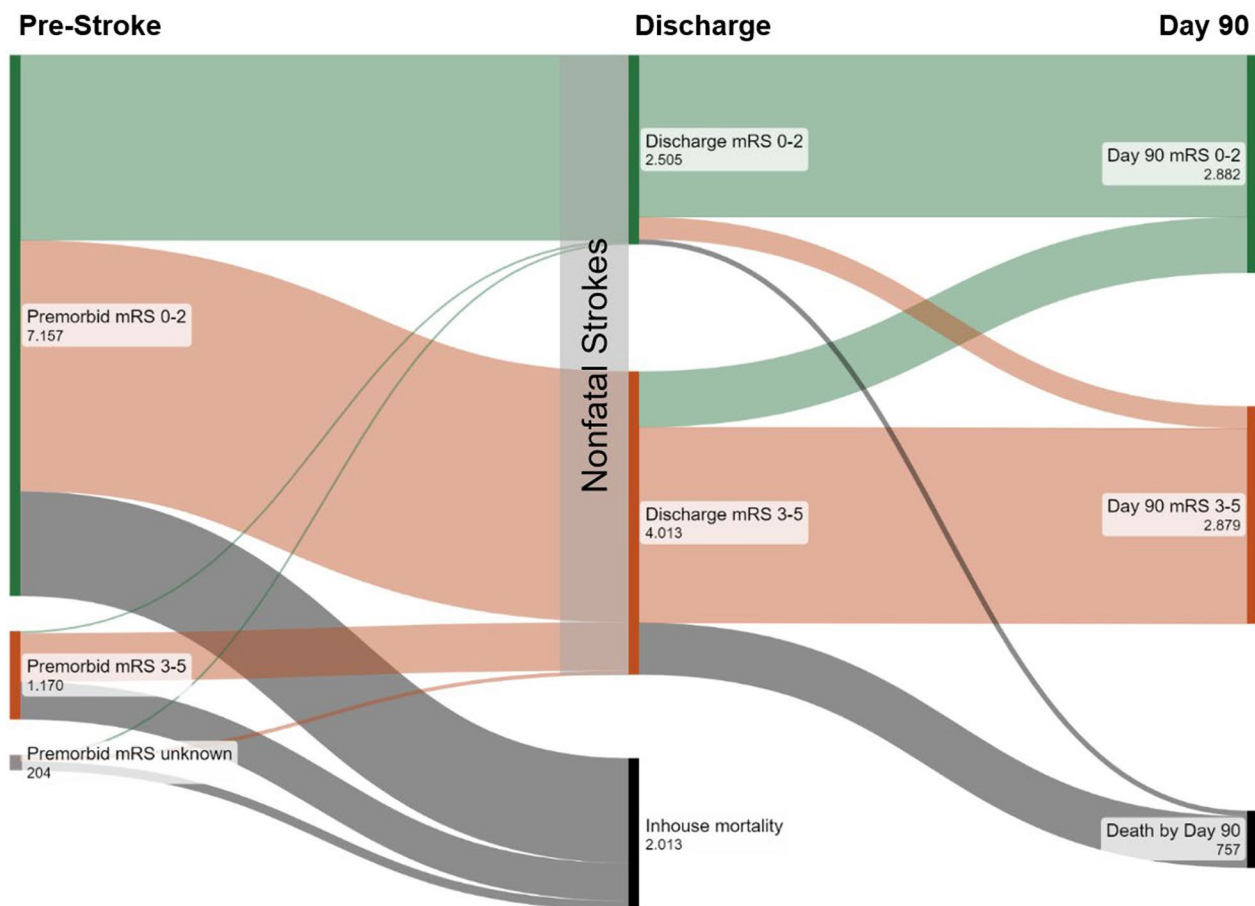 Pre-Stroke
Discharge
Day 90
Premorbid mRS 0-2
7.157
Premorbid mRS 3-5
1.170
Premorbid mRS unknown
204
Nonfatal Strokes
Discharge mRS 0-2
2.505
Discharge mRS 3-5
4.013
Inhouse mortality
2.013
Day 90 mRS 0-2
2.882
Day 90 mRS 3-5
2.879
Death by Day 90
757